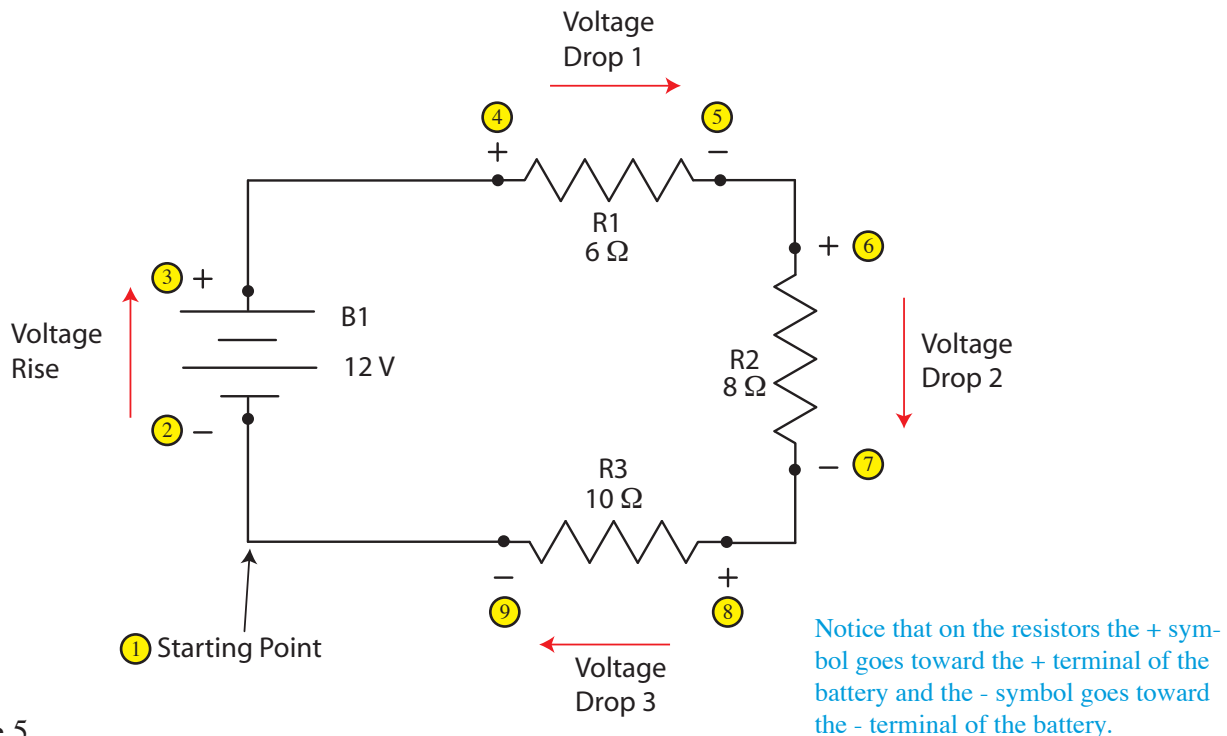 Voltage
Drop 1
4
5
+
−
R1
6 Ω
+ 6
3 +
B1
Voltage
Rise
12 V
R2
8 Ω
Voltage
Drop 2
2 −
− 7
R3
10 Ω
−
+
9
8
1 Starting Point
Voltage
Drop 3
Notice that on the resistors the + sym-
bol goes toward the + terminal of the
battery and the - symbol goes toward
the - terminal of the battery.
5